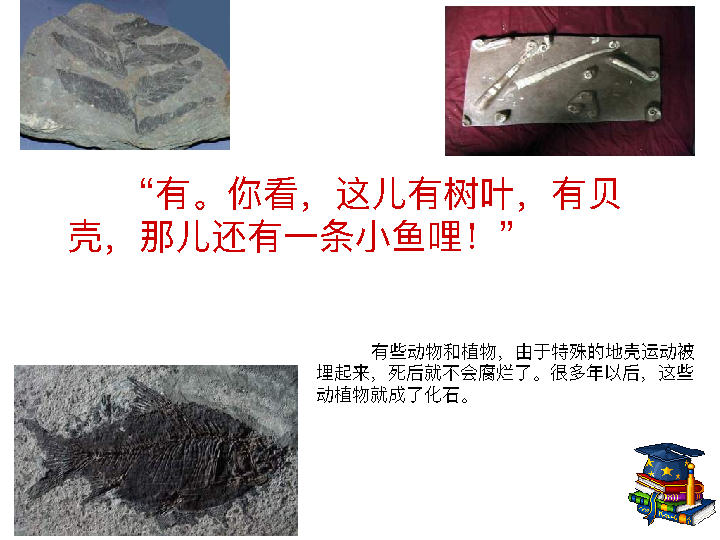 “有。你看，这儿有树叶，有贝
壳，那儿还有一条小鱼哩！”
有些动物和植物，由于特殊的地壳运动被
埋起来，死后就不会腐烂了。很多年以后，这些
动植物就成了化石。